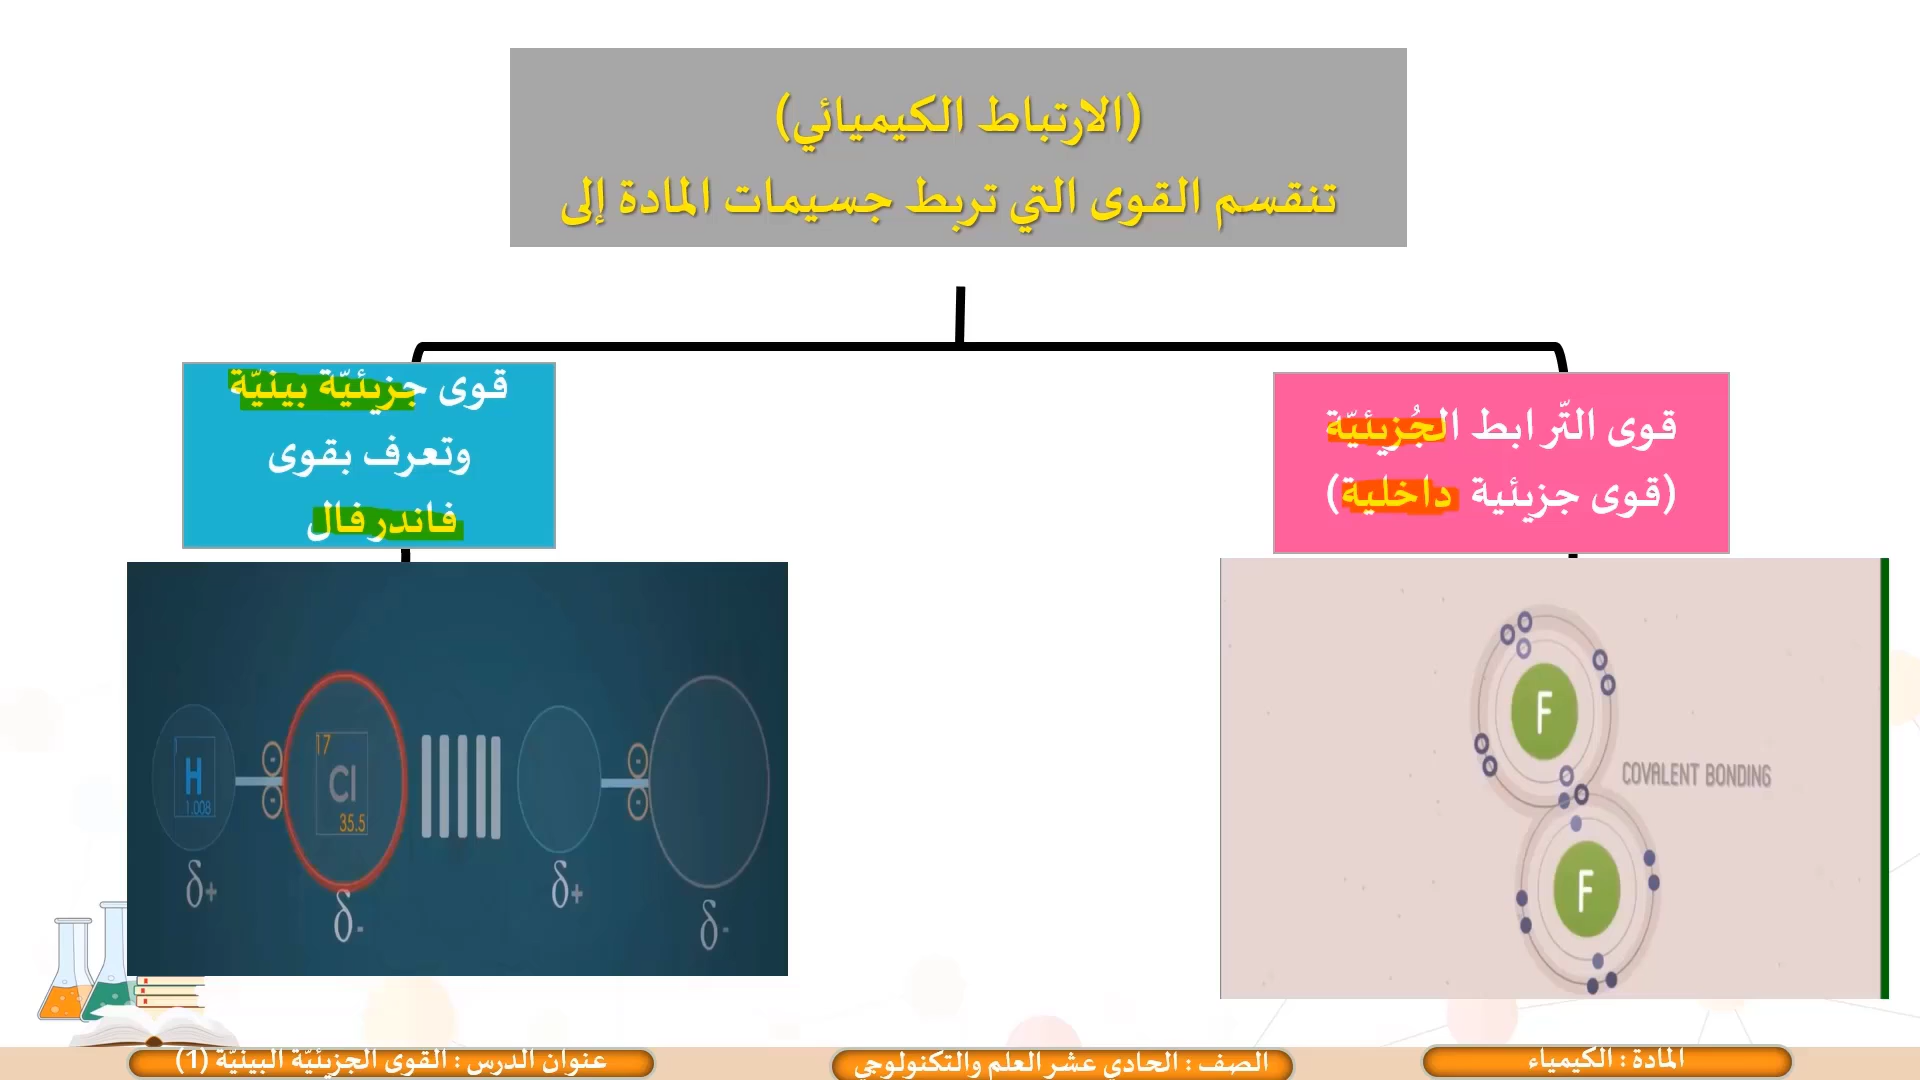 (الارتباط الكيميائي)
تنقسم القوى التي تربط جسيمات المادة إلى
قوى التّرابط الجُزيئيّة
(قوى جزيئية داخلية)
قوى جزيئيّة بينيّة
وتعرف بقوى
فاندرفال
F
COVALENT BONDING
F
H
1.008
17
Cl
35.5
δ+
δ-
δ+
δ-
المادة : الكيمياء
الصف : الحادي عشر العلم والتكنولوجي
عنوان الدرس : القوى الجزيئيّة البينيّة (1)